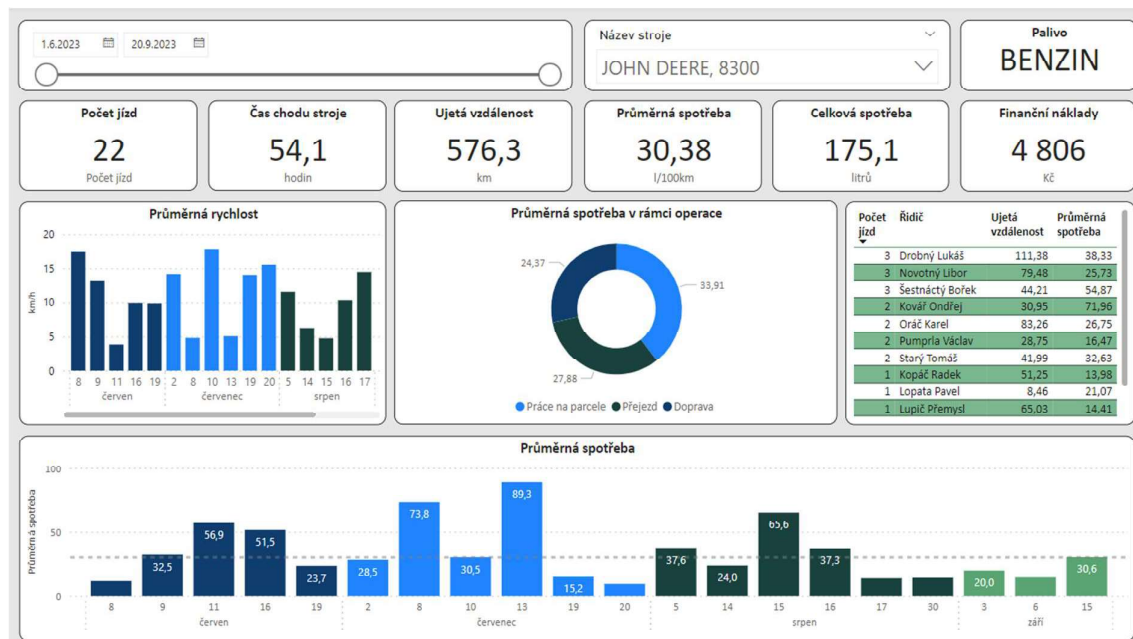 1.6.2023 20.9.2023
Název stroje
JOHN DEERE, 8300
Palivo
BENZIN
Počet jízd
22
Počet jízd
Čas chodu stroje
54,1
hodin
Ujetá vzdálenost
576,3
km
Průměrná spotřeba
30,38
l/100km
Celková spotřeba
175,1
litrů
Finanční náklady
4 806
Kč
Průměrná rychlost
20
15
10
5
0
km/h
8 9 11 16 19 2 8 10 13 19 20 5 14 15 16 17
červen červenec srpen
Průměrná spotřeba v rámci operace
24,37
33,91
27,88
Práce na parcele Přejezd Doprava
Počet jízd Řidič Ujetá vzdálenost Průměrná spotřeba
3 Drobný Lukáš 111,38 38,33
3 Novotný Libor 79,48 25,73
3 Šestnáctý Bořek 44,21 54,87
2 Kovář Ondřej 30,95 71,96
2 Oráč Karel 83,26 26,75
2 Pumprla Václav 28,75 16,47
2 Starý Tomáš 41,99 32,63
1 Kopáč Radek 51,25 13,98
1 Lopata Pavel 8,46 21,07
1 Lupič Přemysl 65,03 14,41
Průměrná spotřeba
100
50
0
Průměrná spotřeba
32,5 56,9 51,5 23,7 28,5 73,8 30,5 89,3 15,2 37,6 24,0 65,6 37,3 20,0 30,6
8 9 11 16 19 2 8 10 13 19 20 5 14 15 16 17 30 3 6 15
červen červenec srpen září